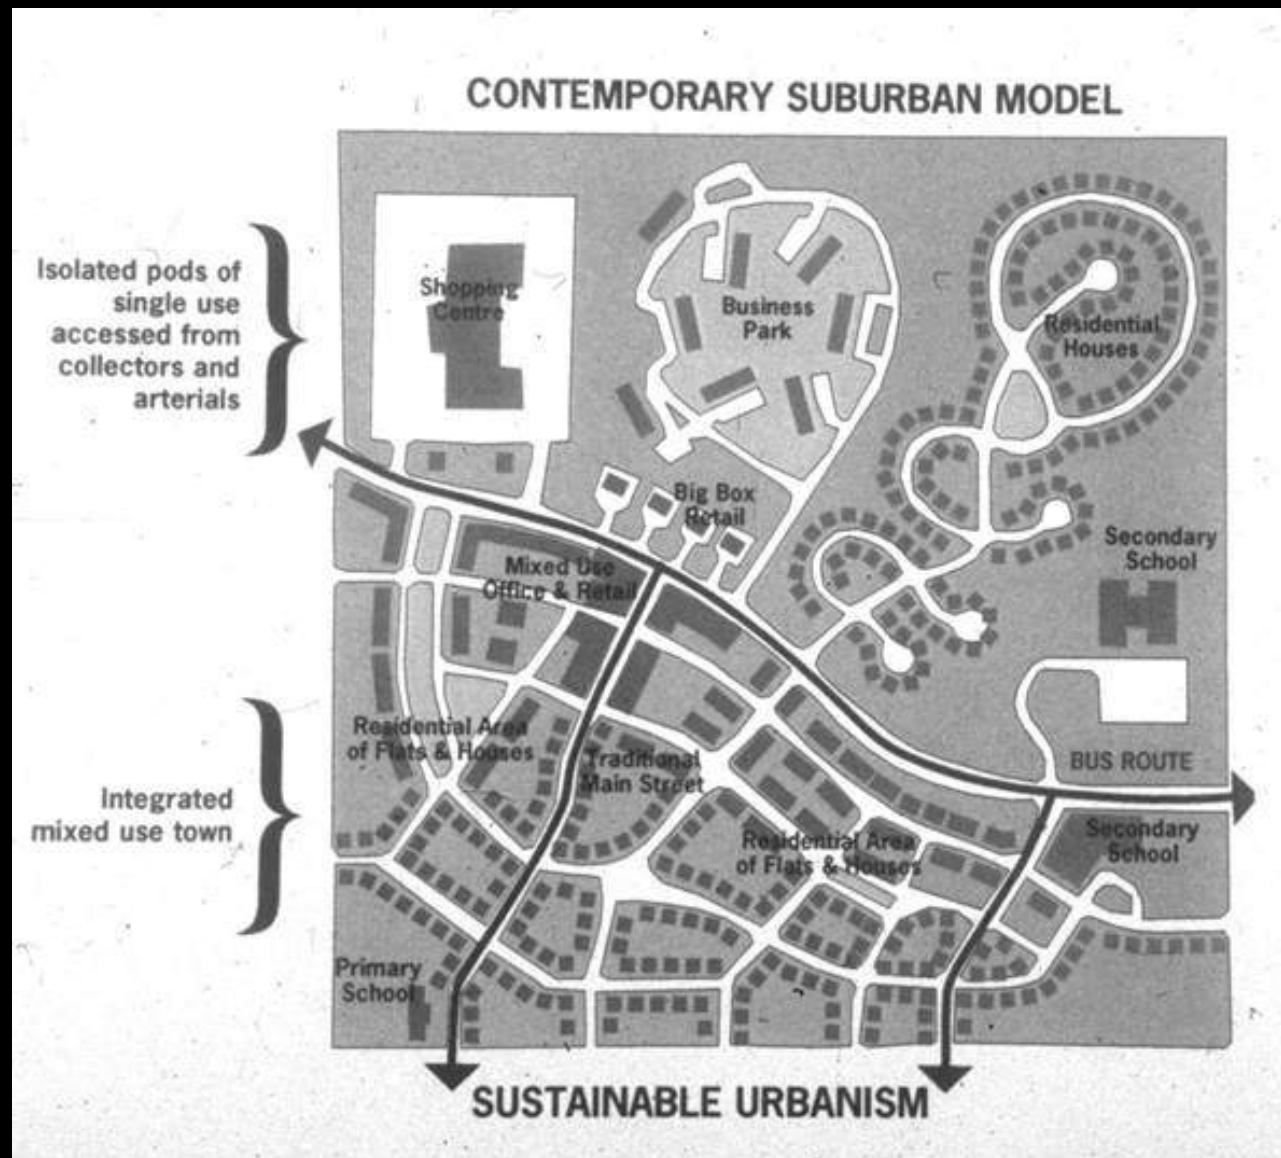 CONTEMPORARY SUBURBAN MODEL
Isolated pods of
single use
accessed from
collectors and
arterials
Shopping
Centre
Business
Park
Residential
Houses
Big Box
Retail
Secondary
School
Mixed Use
Office & Retail
Residential Area
of Flats & Houses
Traditional
Main Street
BUS ROUTE
Integrated
mixed use town
Residential Area
of Flats & Houses
Secondary
School
Primary
School
SUSTAINABLE URBANISM